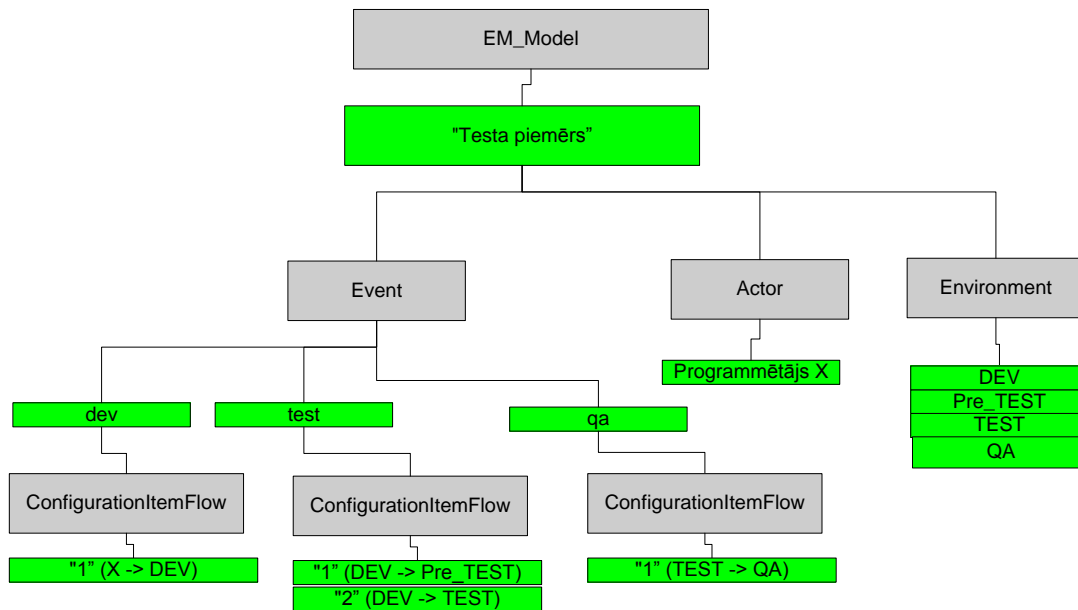 EM_Model
"Testa piemērs”
Event
Actor
Environment
Programmētājs X
DEV
Pre_TEST
TEST
QA
dev
test
qa
ConfigurationItemFlow
ConfigurationItemFlow
ConfigurationItemFlow
"1” (X -> DEV)
"1” (DEV -> Pre_TEST)
"2” (DEV -> TEST)
"1” (TEST -> QA)